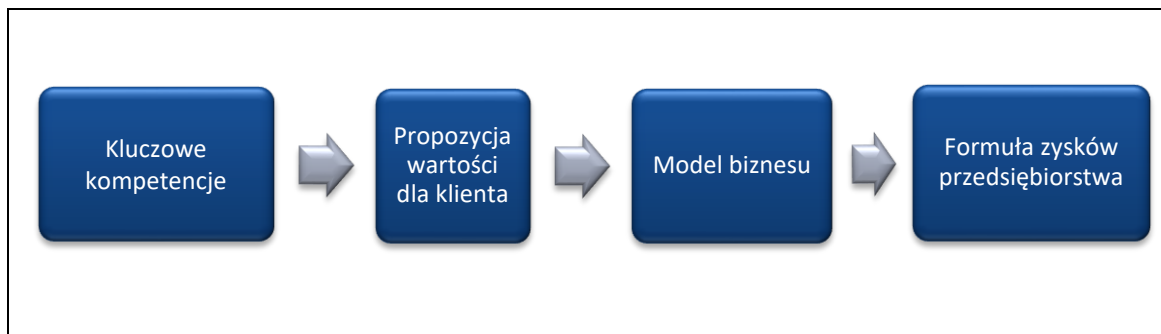 Kluczowe
kompetencje
Propozycja
wartości
dla klienta
Model biznesu
Formuła zysków
przedsiębiorstwa